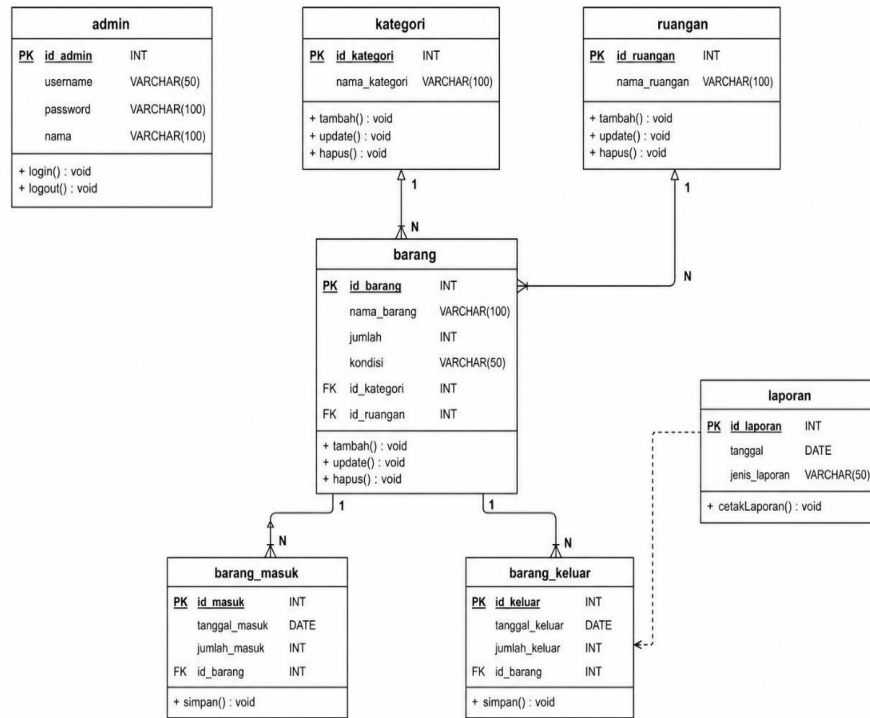 admin
PK id_admin INT
username VARCHAR(50)
password VARCHAR(100)
nama VARCHAR(100)
+ login() : void
+ logout() : void
kategori
PK id_kategori INT
nama_kategori VARCHAR(100)
+ tambah() : void
+ update() : void
+ hapus() : void
ruangan
PK id_ruangan INT
nama_ruangan VARCHAR(100)
+ tambah() : void
+ update() : void
+ hapus() : void
1
N
1
N
barang
PK id_barang INT
nama_barang VARCHAR(100)
jumlah INT
kondisi VARCHAR(50)
FK id_kategori INT
FK id_ruangan INT
+ tambah() : void
+ update() : void
+ hapus() : void
laporan
PK id_laporan INT
tanggal DATE
jenis_laporan VARCHAR(50)
+ cetakLaporan() : void
1
N
1
N
barang_masuk
PK id_masuk INT
tanggal_masuk DATE
jumlah_masuk INT
FK id_barang INT
+ simpan() : void
barang_keluar
PK id_keluar INT
tanggal_keluar DATE
jumlah_keluar INT
FK id_barang INT
+ simpan() : void